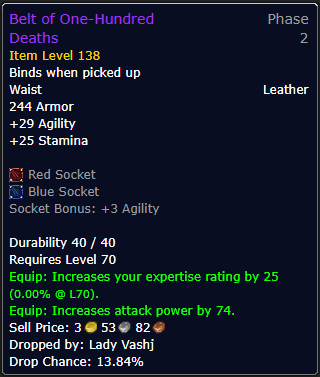 Belt of One-Hundred Phase
Deaths 2
Item Level 138
Binds when picked up
Waist Leather
244 Armor
+29 Agility
+25 Stamina
Red Socket
Blue Socket
Socket Bonus: +3 Agility
Durability 40 / 40
Requires Level 70
Equip: Increases your expertise rating by 25
(0.00% @ L70).
Equip: Increases attack power by 74.
Sell Price: 3 53 82
Dropped by: Lady Vashj
Drop Chance: 13.84%